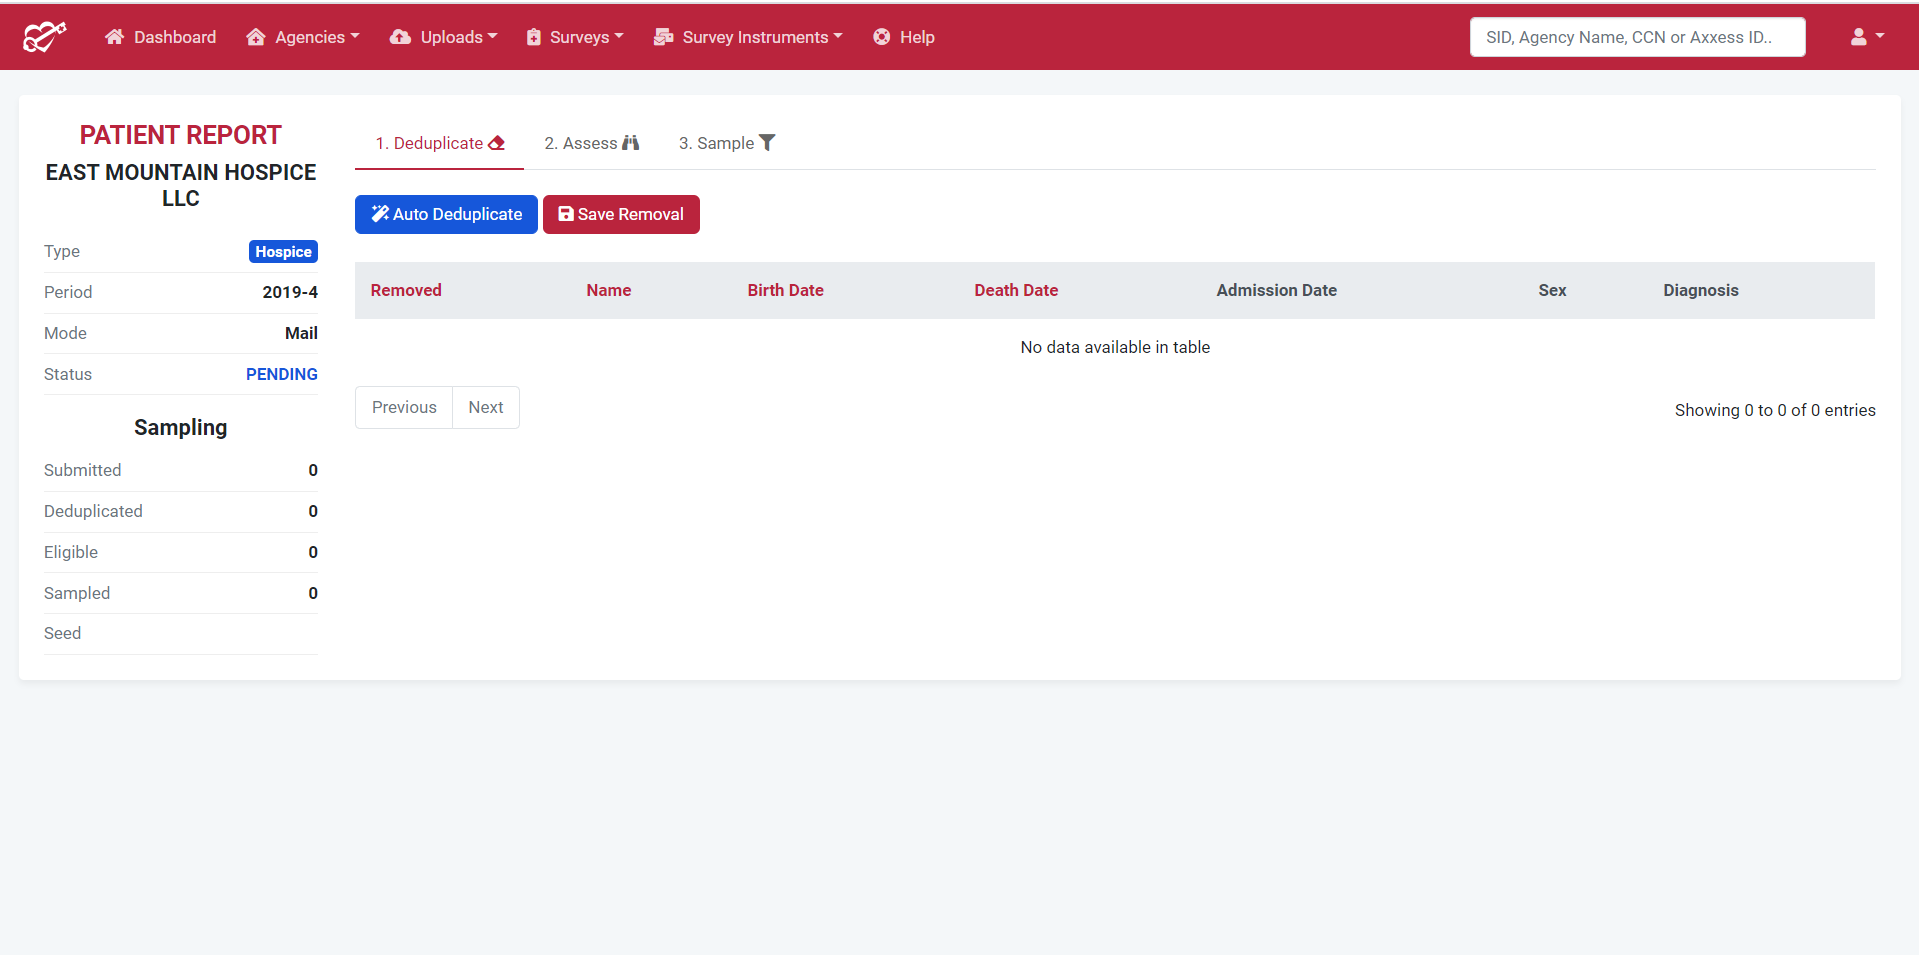 Dashboard Agencies Uploads Surveys Survey Instruments Help SID, Agency Name, CCN or Axxess ID..
PATIENT REPORT
EAST MOUNTAIN HOSPICE
LLC
Type Hospice
Period 2019-4
Mode Mail
Status PENDING
Sampling
Submitted 0
Deduplicated 0
Eligible 0
Sampled 0
Seed
1. Deduplicate 2. Assess 3. Sample
Auto Deduplicate Save Removal
Removed Name Birth Date Death Date Admission Date Sex Diagnosis
No data available in table
Previous Next
Showing 0 to 0 of 0 entries